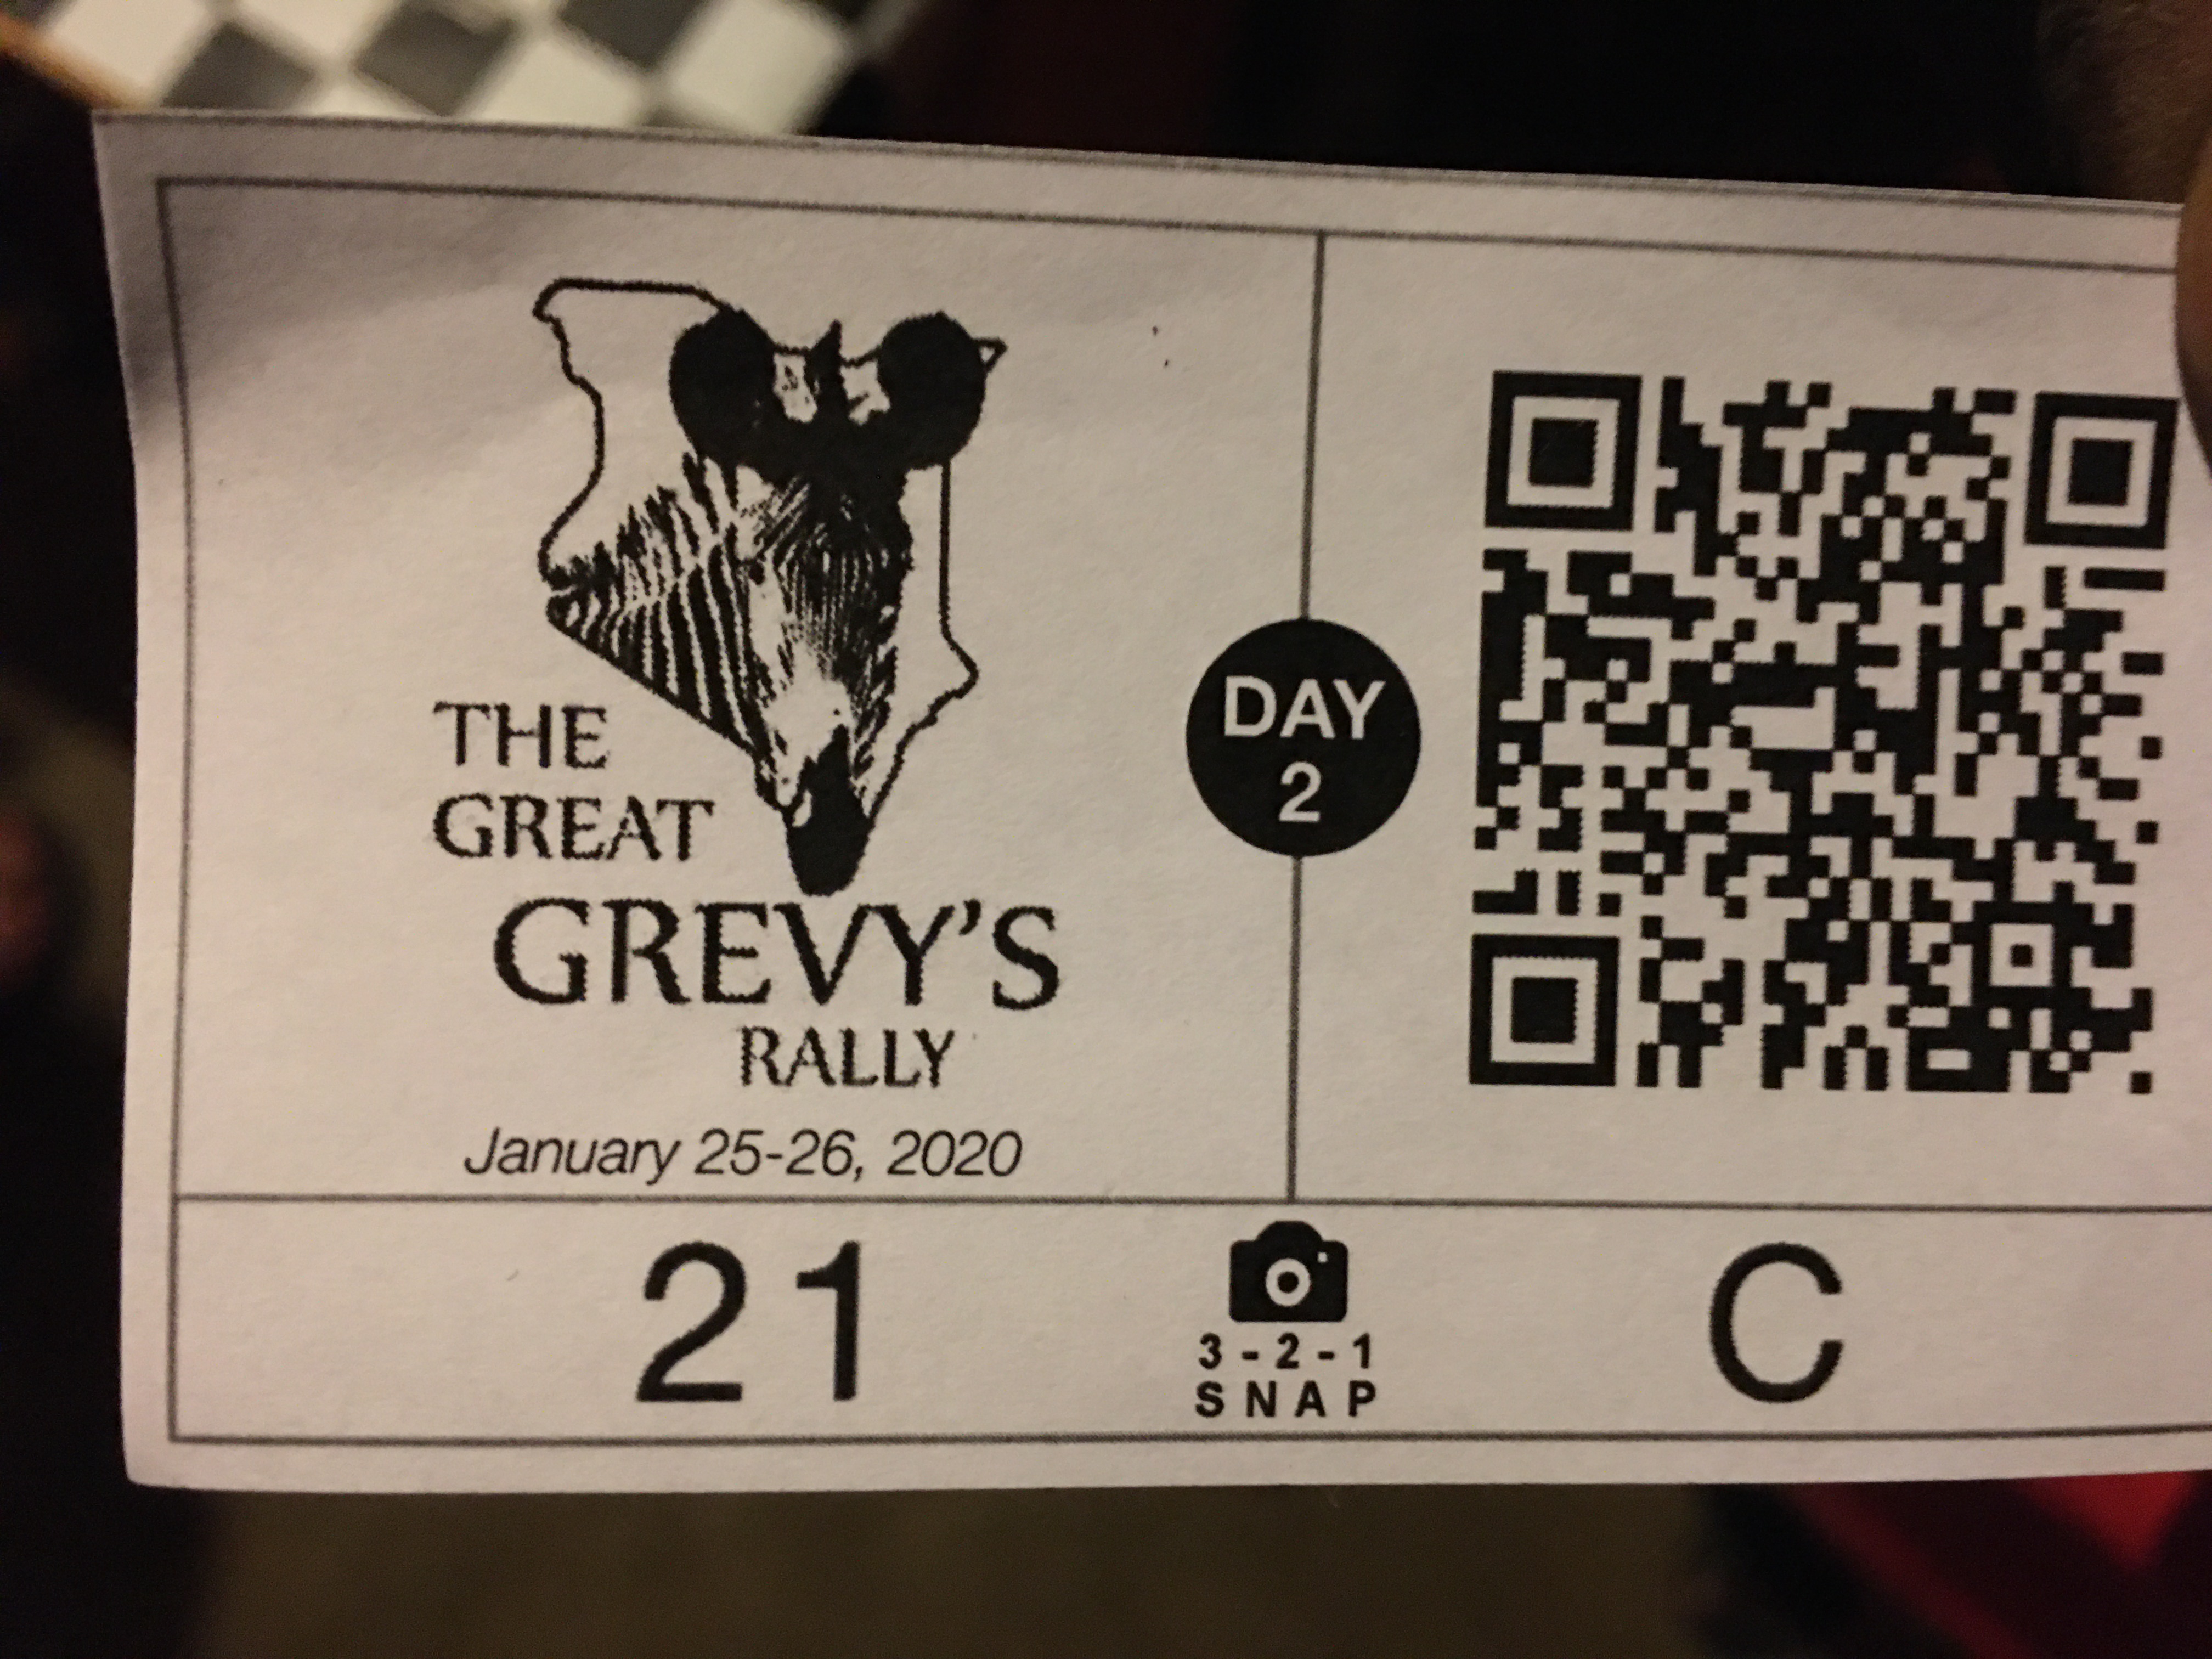 THE
GREAT
GREVY'S
RALLY
January 25-26, 2020
DAY
2
21
3-2-1
SNAP
C